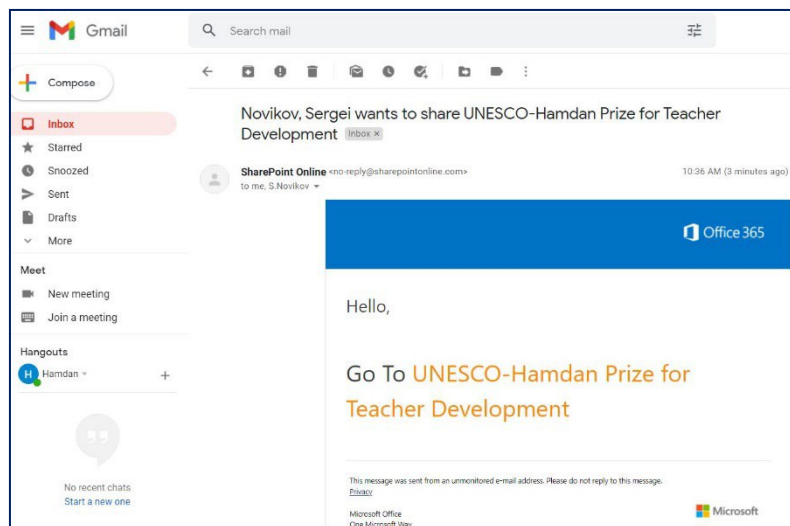 Gmail
Search mail
Compose
Inbox
Starred
Snoozed
Sent
Drafts
More
Meet
New meeting
Join a meeting
Hangouts
H Hamdan
No recent chats
Start a new one
Novikov, Sergei wants to share UNESCO-Hamdan Prize for Teacher
Development Inbox ×
SharePoint Online <no-reply@sharepointonline.com> 10:36 AM (3 minutes ago)
to me, S.Novikov
Office 365
Hello,
Go To UNESCO-Hamdan Prize for
Teacher Development
This message was sent from an unmonitored e-mail address. Please do not reply to this message.
Privacy
Microsoft Office
One Microsoft Way
Microsoft